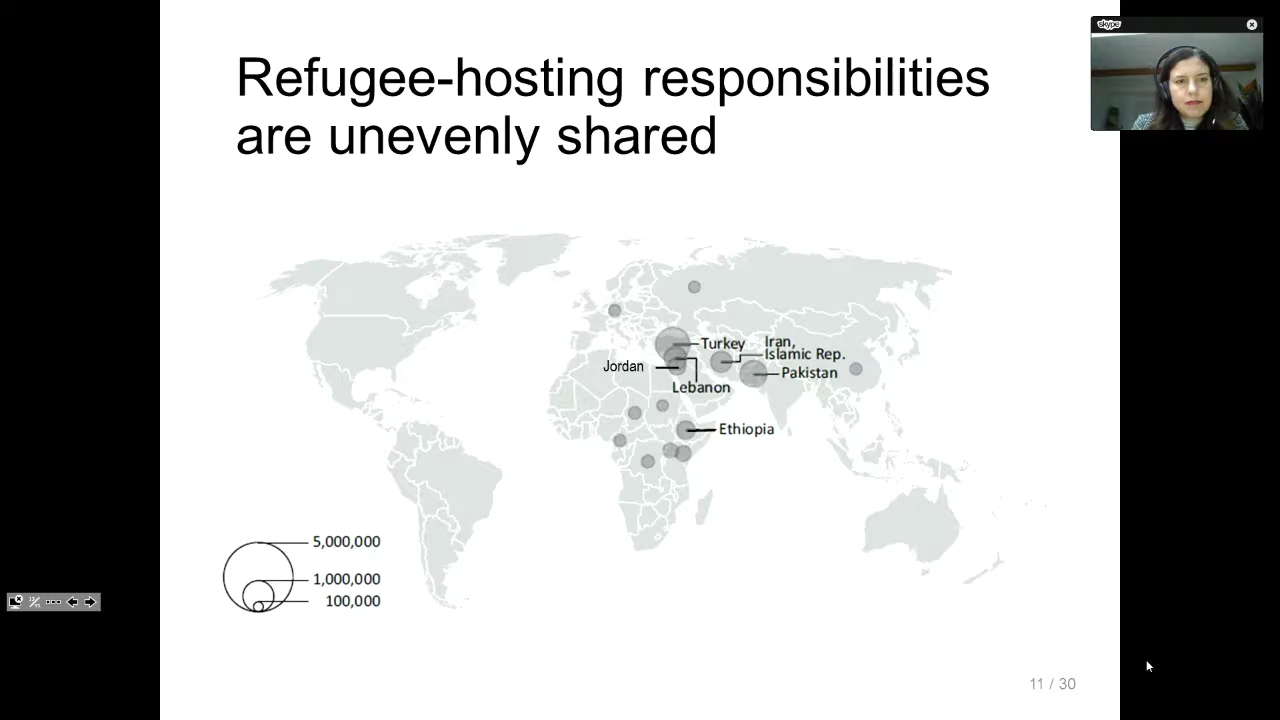 skype
Refugee-hosting responsibilities
are unevenly shared
Turkey
Iran,
Islamic Rep.
Jordan
Pakistan
Lebanon
Ethiopia
5,000,000
1,000,000
100,000
11 / 30